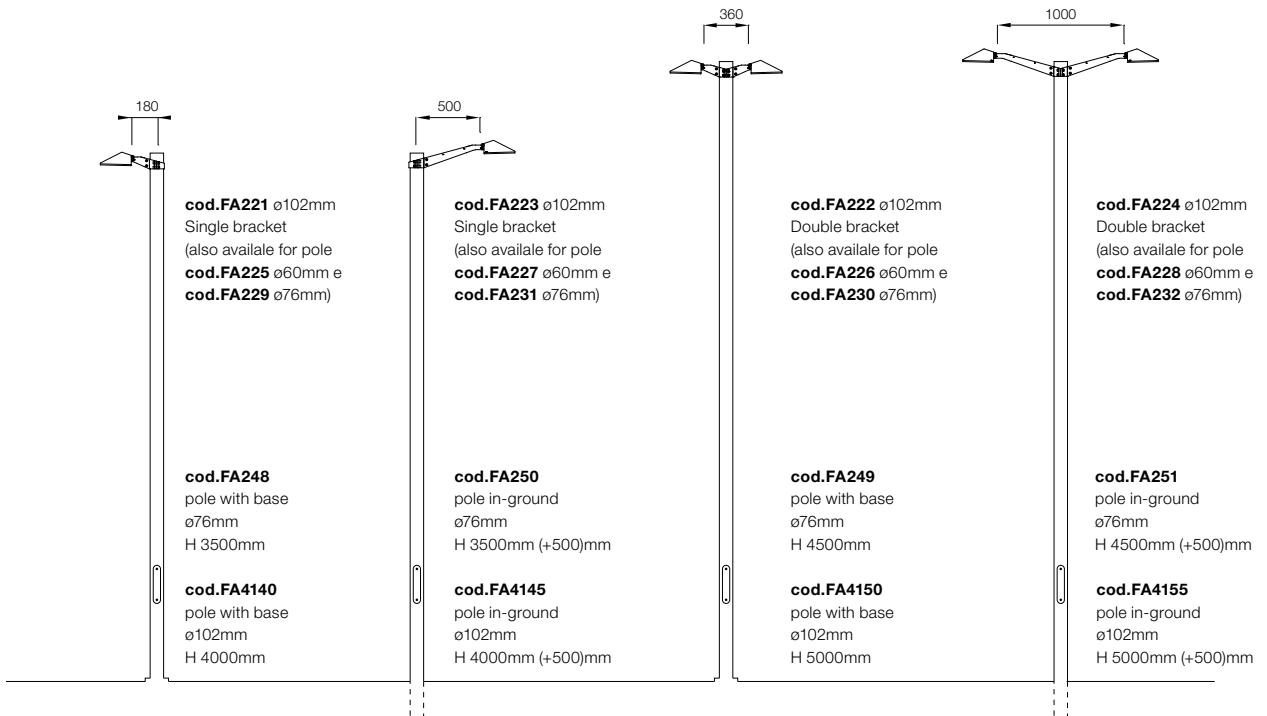 180
500
360
1000
cod.FA221 ø102mm
Single bracket
(also availale for pole
cod.FA225 ø60mm e
cod.FA229 ø76mm)
cod.FA223 ø102mm
Single bracket
(also availale for pole
cod.FA227 ø60mm e
cod.FA231 ø76mm)
cod.FA222 ø102mm
Double bracket
(also availale for pole
cod.FA226 ø60mm e
cod.FA230 ø76mm)
cod.FA224 ø102mm
Double bracket
(also availale for pole
cod.FA228 ø60mm e
cod.FA232 ø76mm)
cod.FA248
pole with base
ø76mm
H 3500mm
cod.FA250
pole in-ground
ø76mm
H 3500mm (+500)mm
cod.FA249
pole with base
ø76mm
H 4500mm
cod.FA251
pole in-ground
ø76mm
H 4500mm (+500)mm
cod.FA4140
pole with base
ø102mm
H 4000mm
cod.FA4145
pole in-ground
ø102mm
H 4000mm (+500)mm
cod.FA4150
pole with base
ø102mm
H 5000mm
cod.FA4155
pole in-ground
ø102mm
H 5000mm (+500)mm